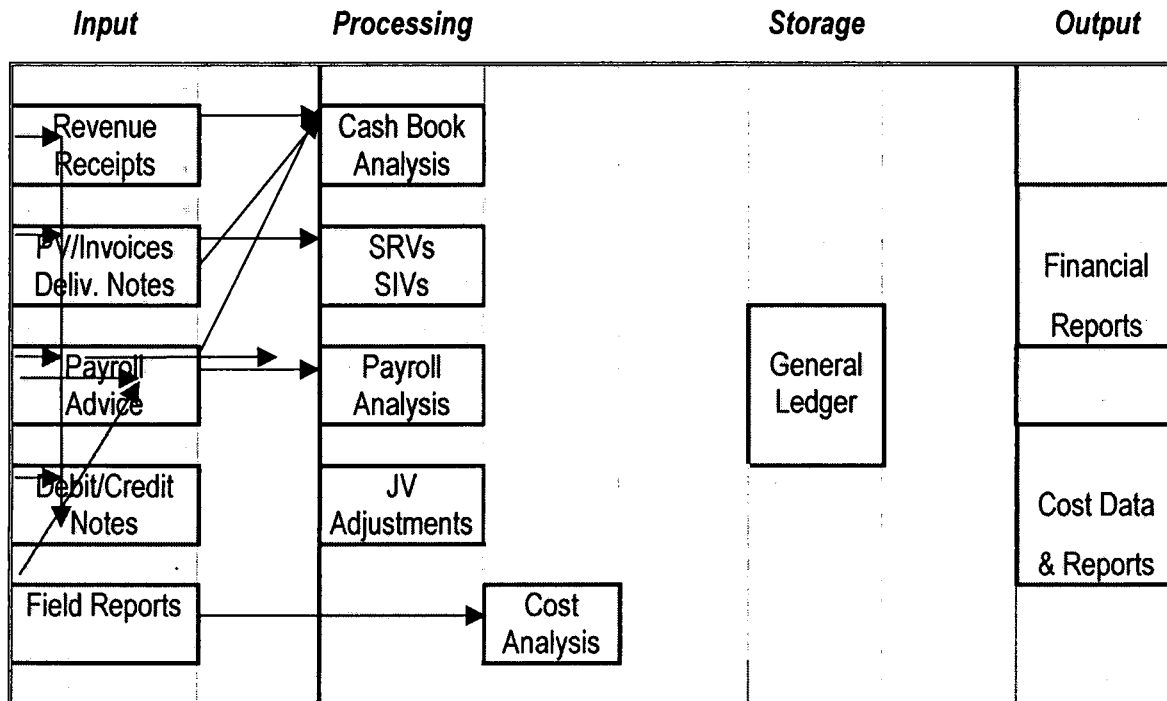 Input Processing Storage Output
Revenue
Receipts
Cash Book
Analysis
PV/Invoices
Deliv. Notes
SRVs
SIVs
Financial
Reports
Payroll
Advice
Payroll
Analysis
General
Ledger
Debit/Credit
Notes
JV
Adjustments
Cost Data
& Reports
Field Reports
Cost
Analysis